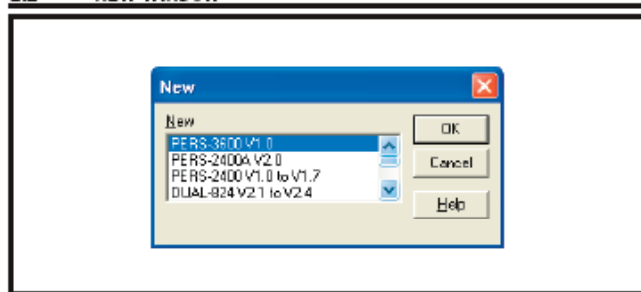 New
New
PERS-3600 V1.0
PERS-2400A V2.0
PERS-2400 V1.0 to V1.7
DUAL-824 V2.1 to V2.4
OK
Cancel
Help